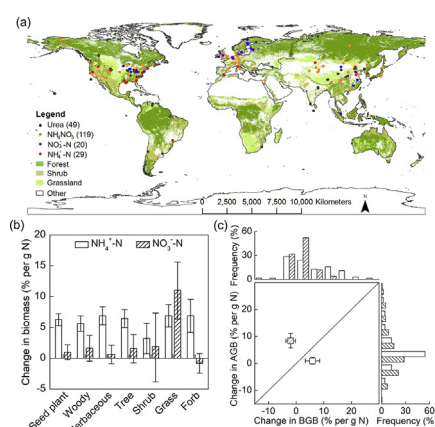 (a)
Legend
Urea (49)
NH₄NO₃ (119)
NO₃⁻-N (20)
NH₄⁺-N (29)
Forest
Shrub
Grassland
Other
0 2,500 5,000 7,500 10,000 Kilometers
N
(b)
NH₄⁺-N NO₃⁻-N
Change in biomass (% per g N)
20
15
10
5
0
-5
Seed plant
Woody
Tree
Shrub
Grass
Forb
(c)
Frequency (%)
60
30
0
Change in AGB (% per g N)
20
10
0
-10
-10 0 10 20
0 30 60
Change in BGB (% per g N)
Frequency (%)